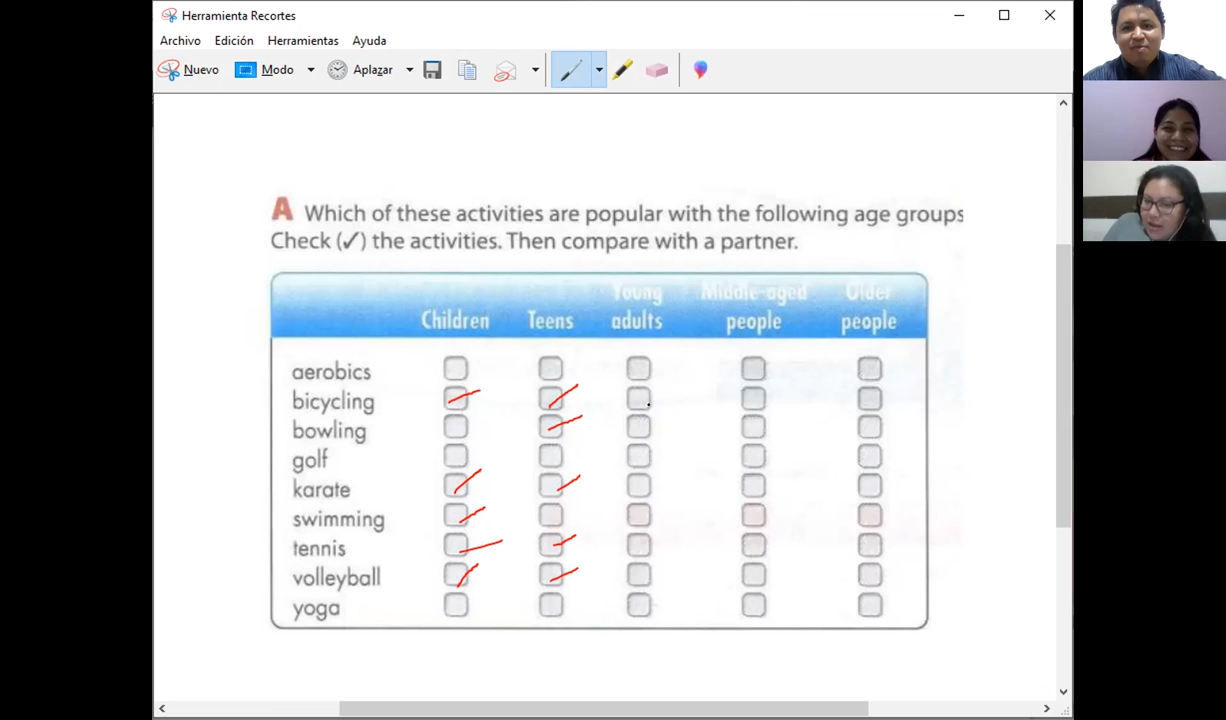 Herramienta Recortes
Archivo Edición Herramientas Ayuda
Nuevo Modo Aplazar
A Which of these activities are popular with the following age groups
Check (✓) the activities. Then compare with a partner.
Children Teens Young adults Middle-aged people Older people
aerobics
bicycling
bowling
golf
karate
swimming
tennis
volleyball
yoga